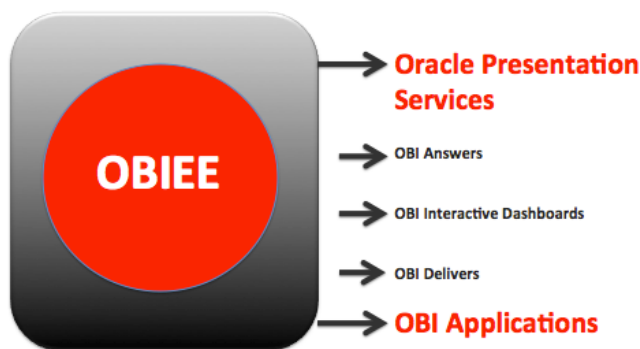 OBIEE
Oracle Presentation
Services
OBI Answers
OBI Interactive Dashboards
OBI Delivers
OBI Applications